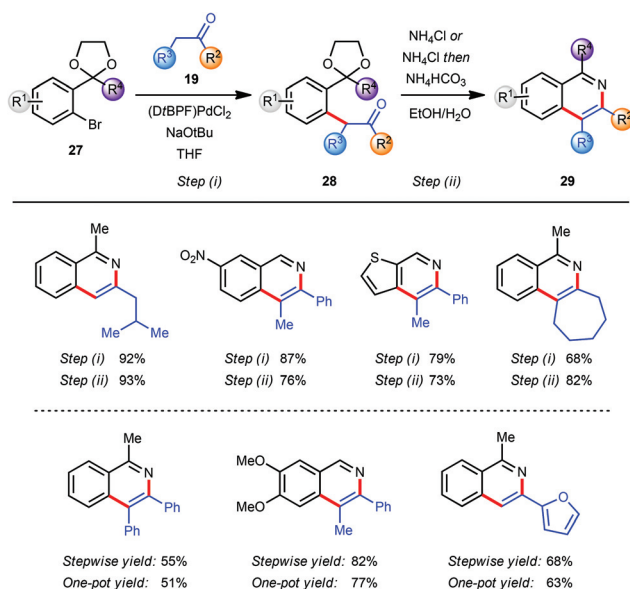 O
R³ R²
19
O O
R⁴
R¹
Br
27
(DtBPF)PdCl₂
NaOtBu
THF
Step (i)
O O
R⁴
R¹
O
R³ R²
28
NH₄Cl or
NH₄Cl then
NH₄HCO₃
EtOH/H₂O
Step (ii)
R⁴
R¹ N
R²
R³
29
Me
N
Me Me
Step (i) 92%
Step (ii) 93%
O₂N
N
Ph
Me
Step (i) 87%
Step (ii) 76%
S
N
Ph
Me
Step (i) 79%
Step (ii) 73%
Me
N
Step (i) 68%
Step (ii) 82%
Me
N
Ph
Ph
Stepwise yield: 55%
One-pot yield: 51%
MeO
MeO
N
Ph
Me
Stepwise yield: 82%
One-pot yield: 77%
Me
N
O
Stepwise yield: 68%
One-pot yield: 63%